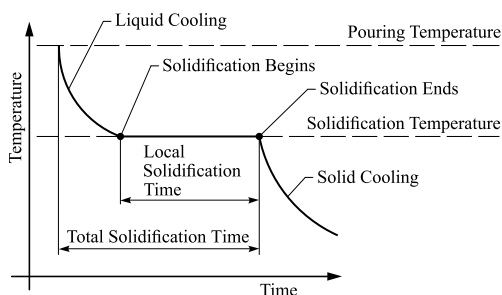 Liquid Cooling
Pouring Temperature
Solidification Begins
Solidification Ends
Temperature
Solidification Temperature
Local
Solidification
Time
Solid Cooling
Total Solidification Time
Time